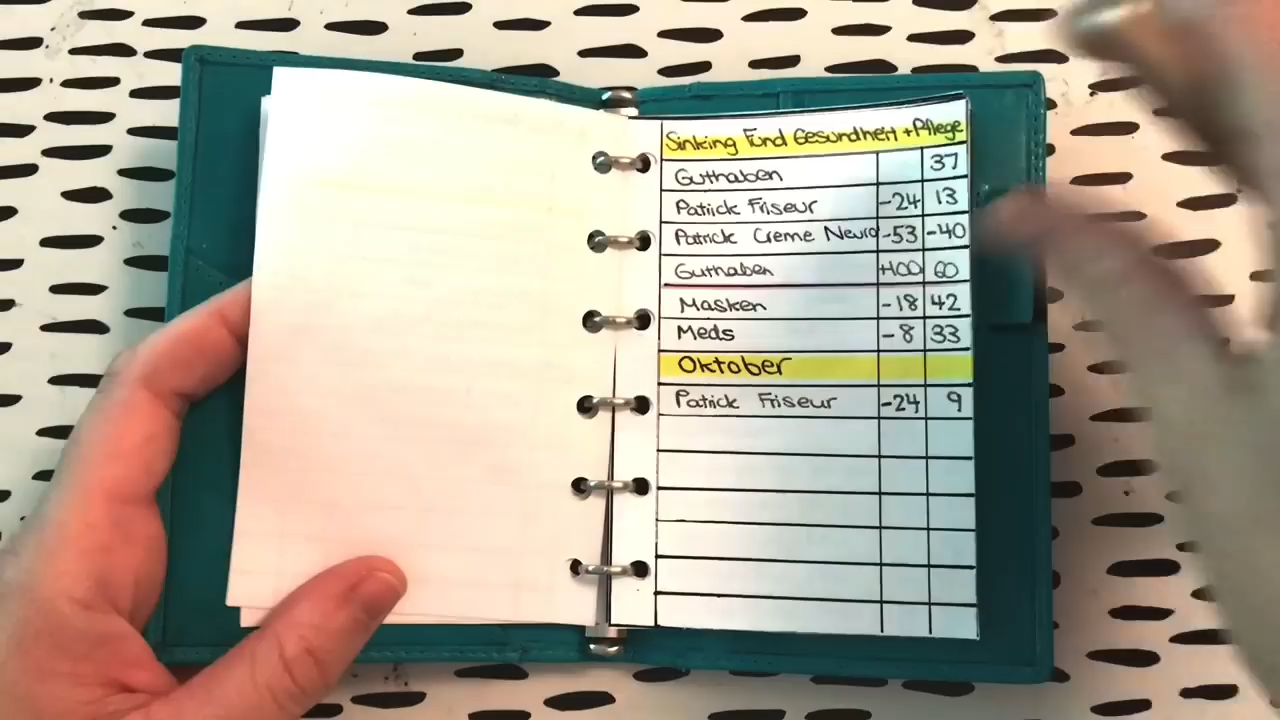 Sinking Fund Gesundheit + Pflege
Guthaben 37
Patrick Friseur -24 13
Patrick Creme Neuro -53 -40
Guthaben +100 60
Masken -18 42
Meds -8 33
Oktober
Patrick Friseur -24 9